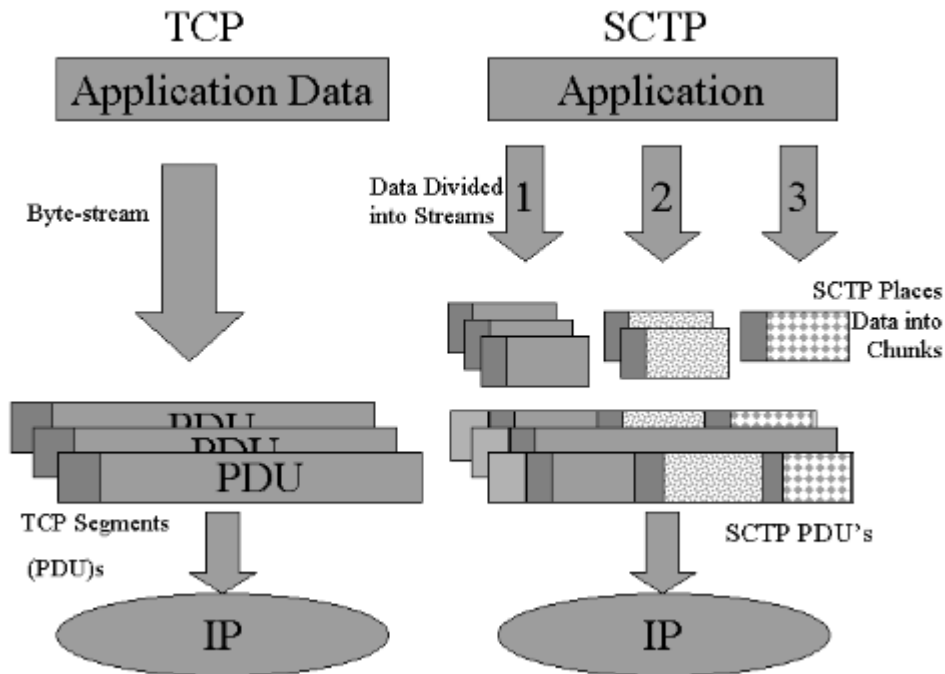 TCP
Application Data
Byte-stream
PDU
PDU
PDU
TCP Segments
(PDU)s
IP
SCTP
Application
Data Divided
into Streams
1
2
3
SCTP Places
Data into
Chunks
SCTP PDU's
IP